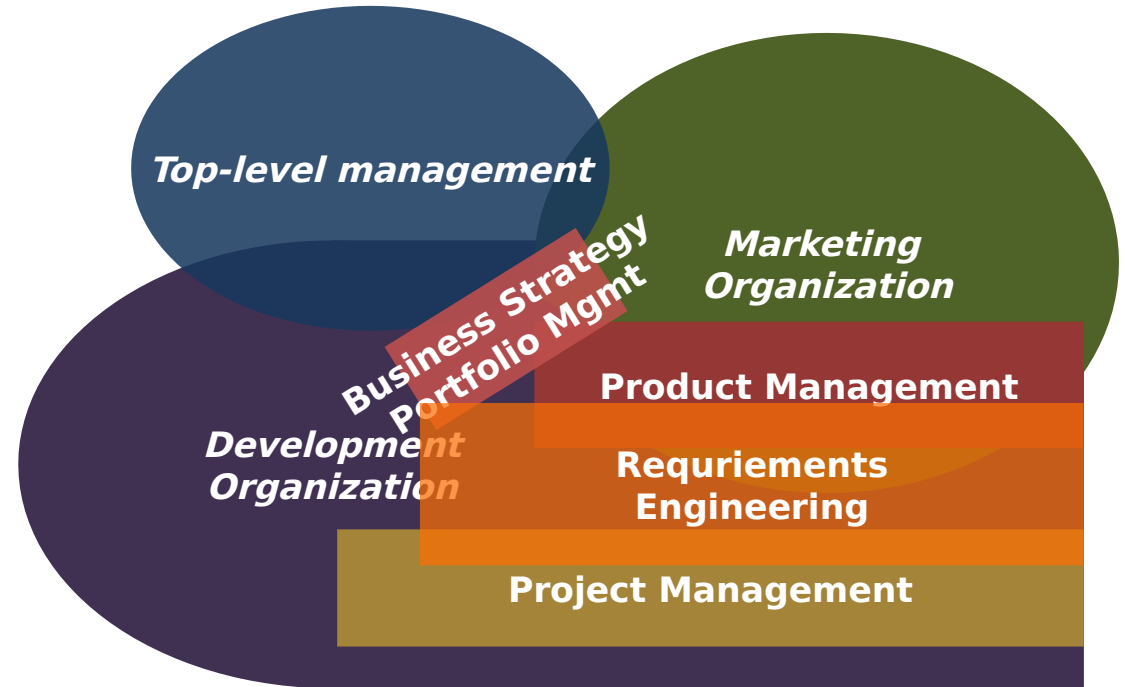 Top-level management
Marketing
Organization
Business Strategy
Portfolio Mgmt
Product Management
Development
Organization
Requriements
Engineering
Project Management